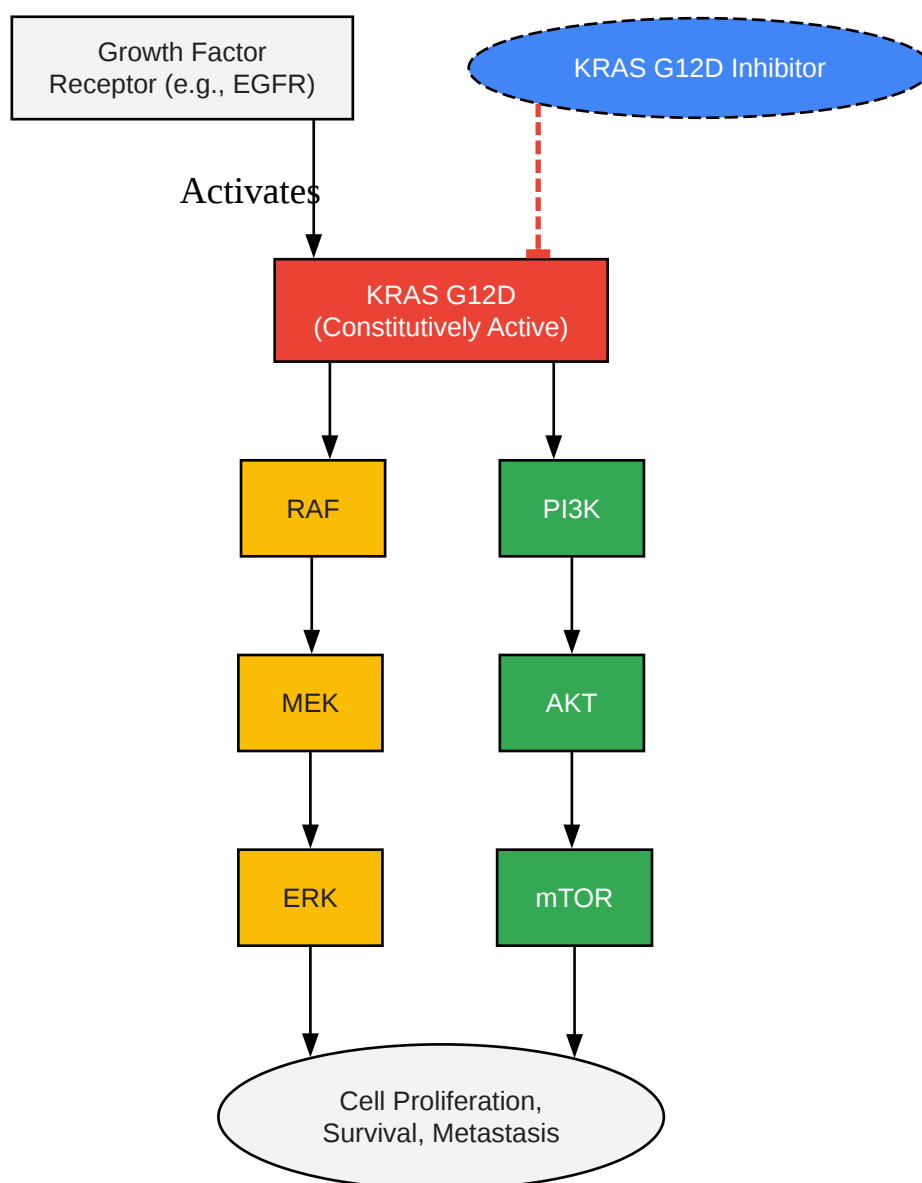 Growth Factor
Receptor (e.g., EGFR)
KRAS G12D Inhibitor
Activates
KRAS G12D
(Constitutively Active)
RAF
PI3K
MEK
AKT
ERK
mTOR
Cell Proliferation,
Survival, Metastasis